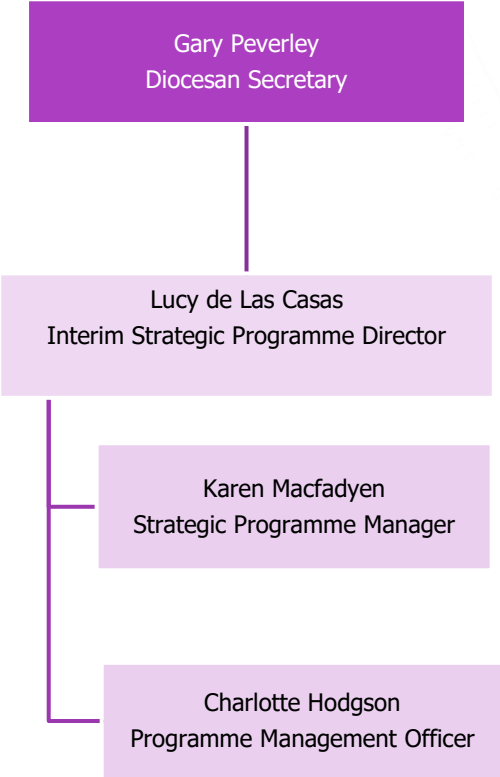 Gary Peverley
Diocesan Secretary
Lucy de Las Casas
Interim Strategic Programme Director
Karen Macfadyen
Strategic Programme Manager
Charlotte Hodgson
Programme Management Officer